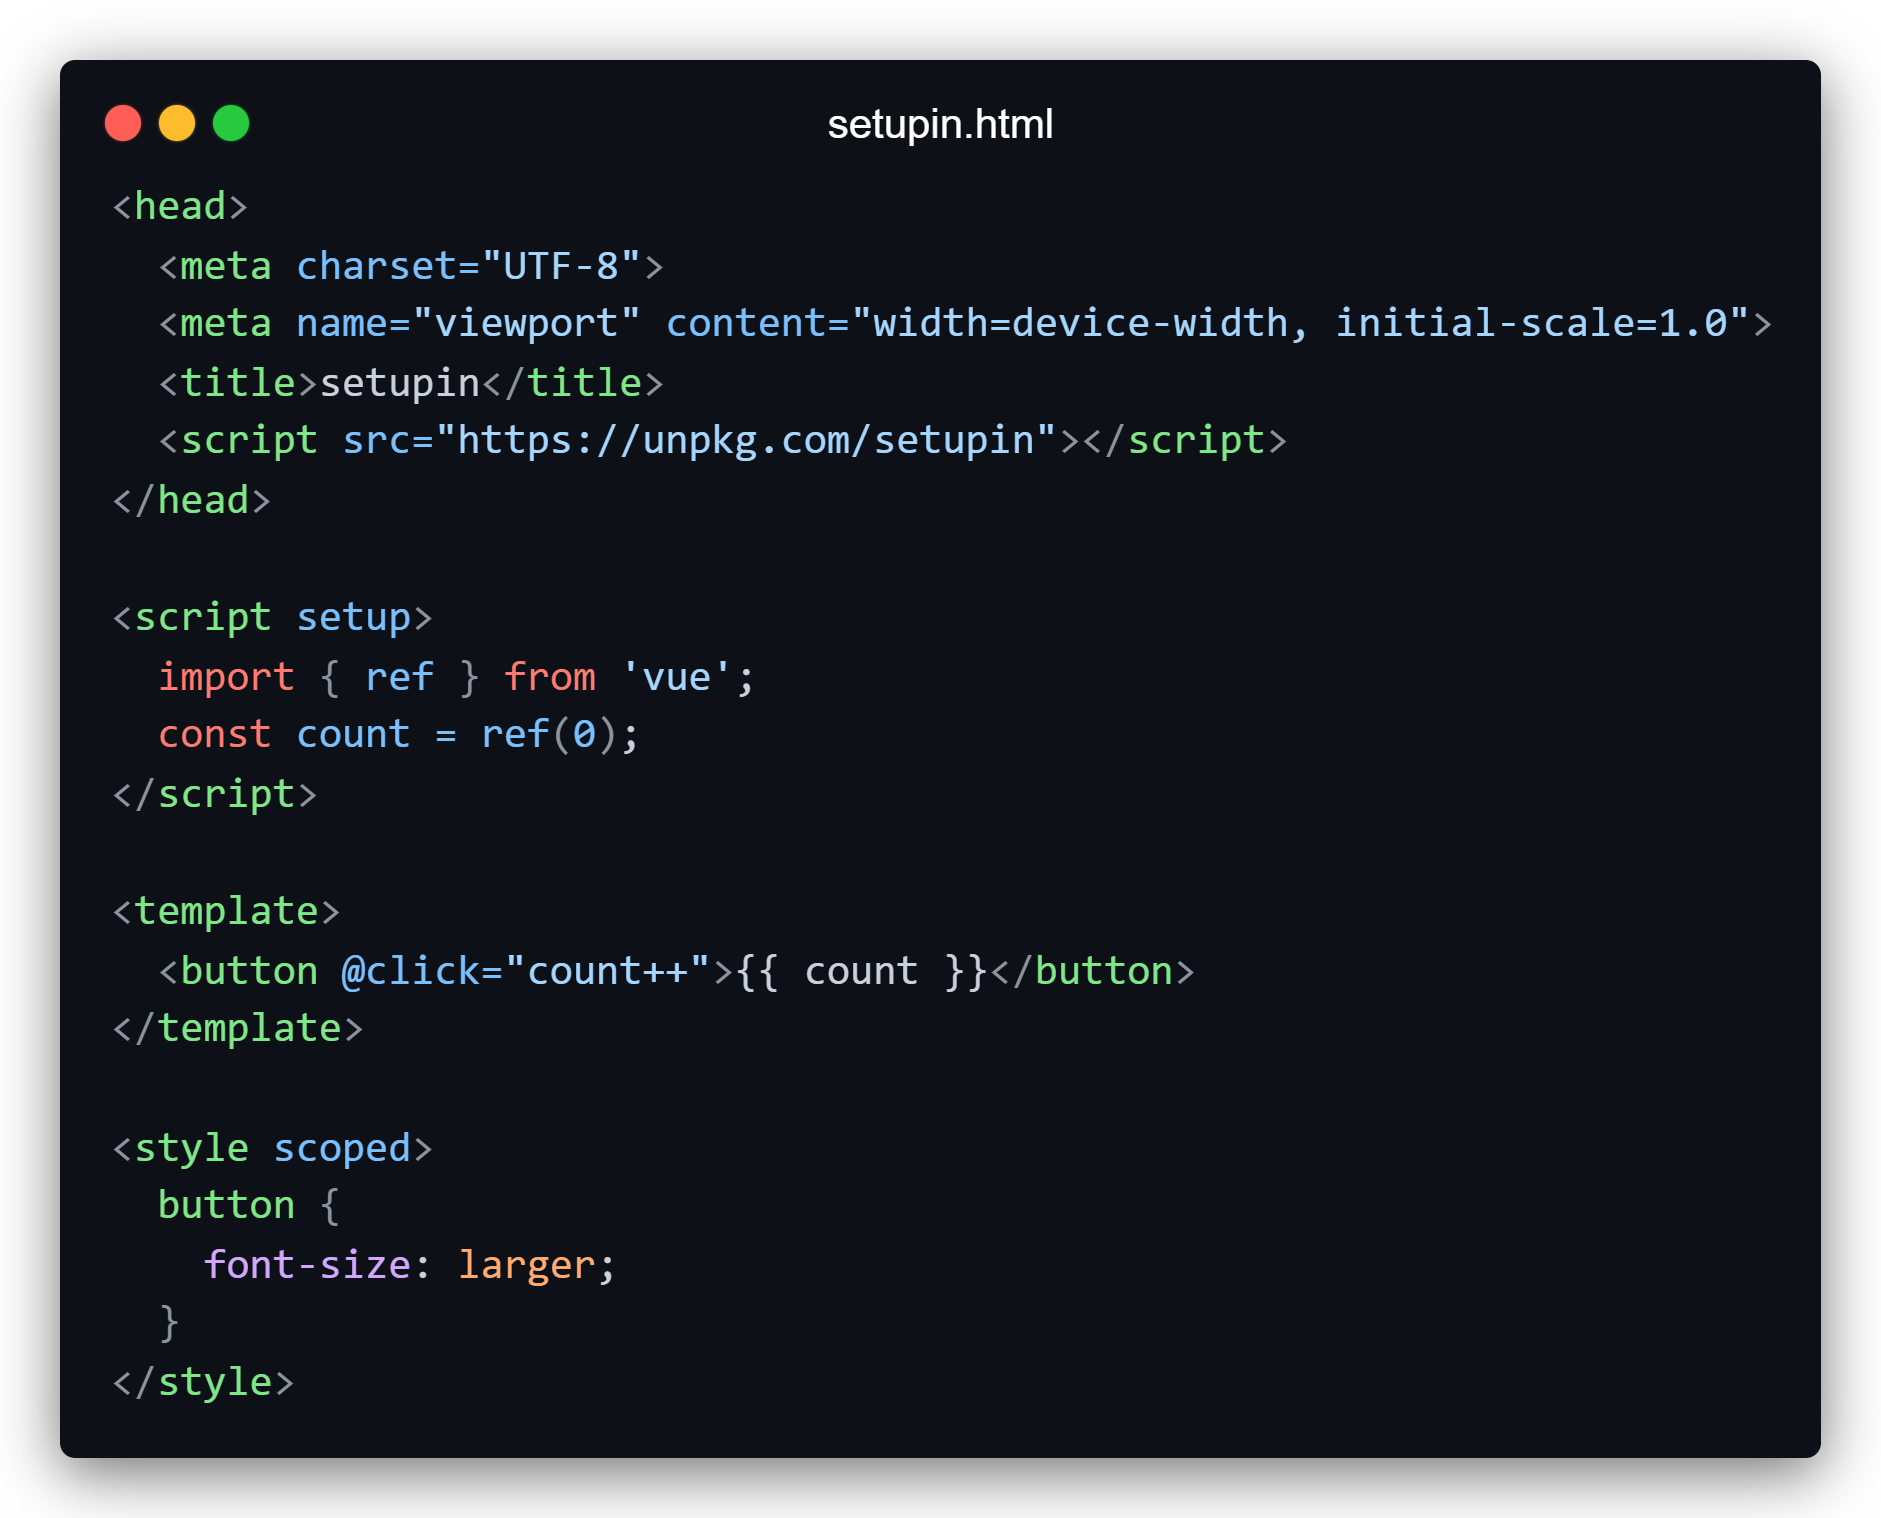 setupin.html
<head>
  <meta charset="UTF-8">
  <meta name="viewport" content="width=device-width, initial-scale=1.0">
  <title>setupin</title>
  <script src="https://unpkg.com/setupin"></script>
</head>

<script setup>
  import { ref } from 'vue';
  const count = ref(0);
</script>

<template>
  <button @click="count++">{{ count }}</button>
</template>

<style scoped>
  button {
    font-size: larger;
  }
</style>